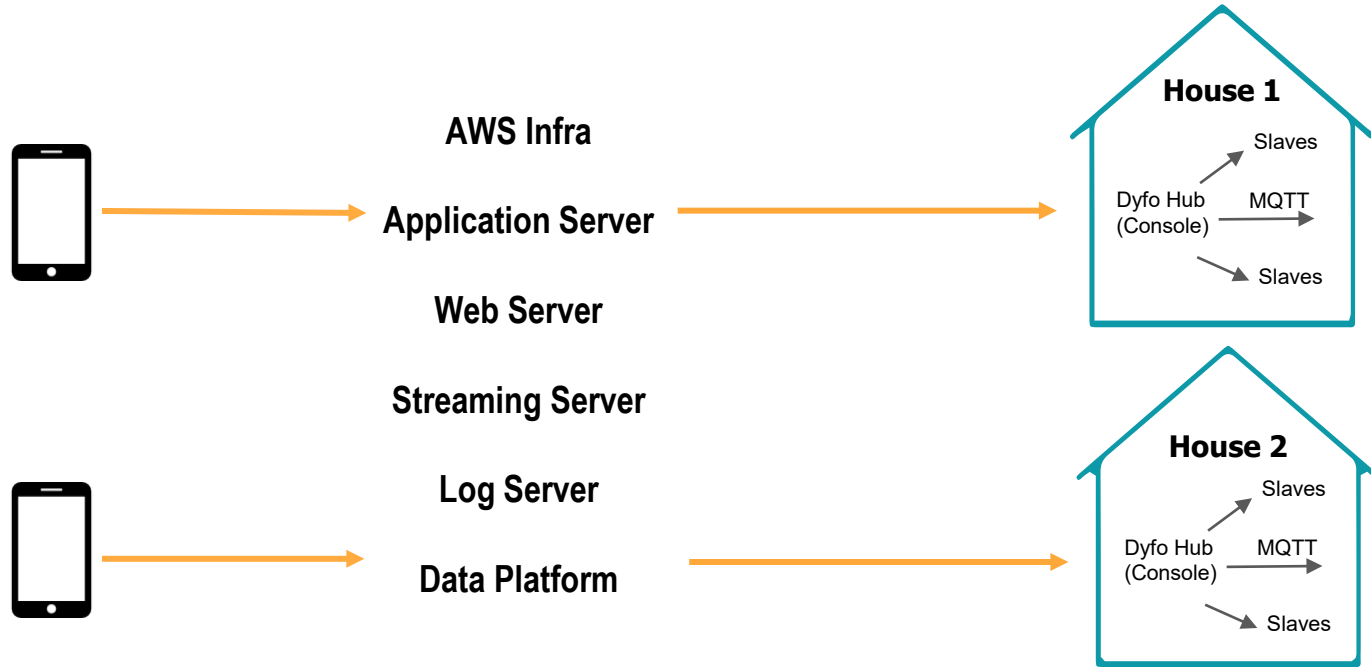 AWS Infra
Application Server
Web Server
Streaming Server
Log Server
Data Platform
House 1
Slaves
Dyfo Hub
(Console)
MQTT
Slaves
House 2
Slaves
Dyfo Hub
(Console)
MQTT
Slaves